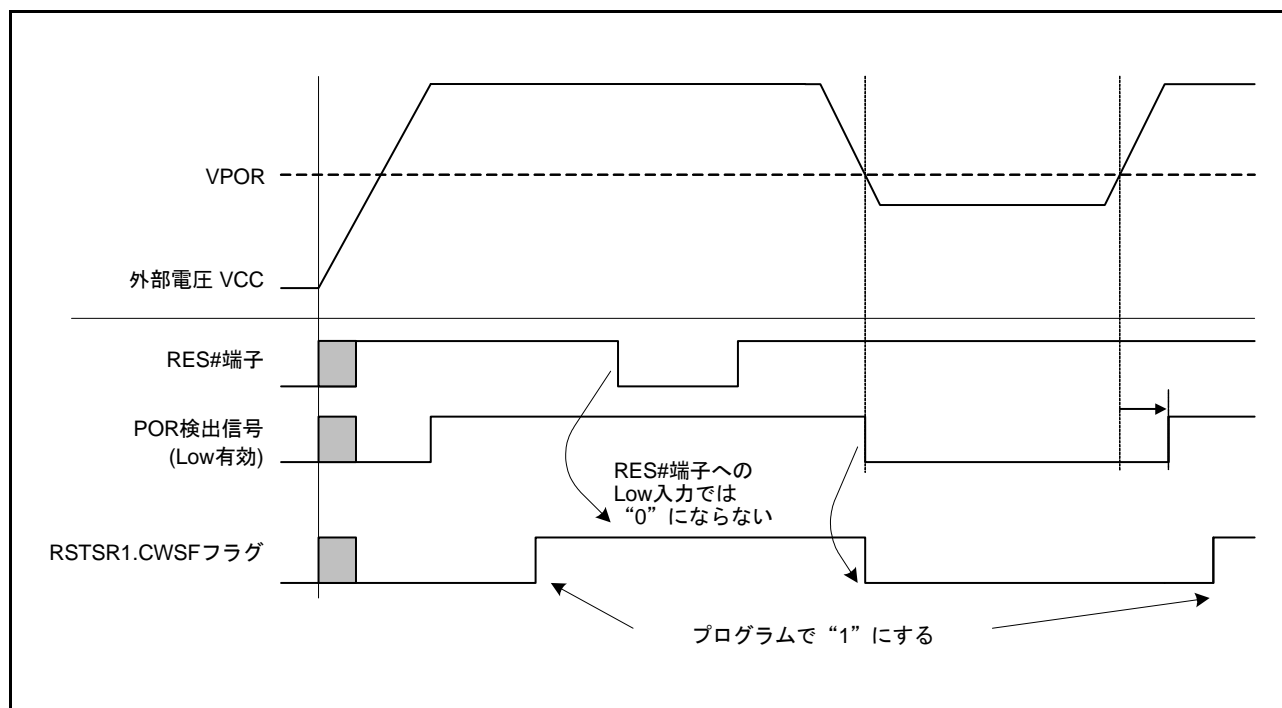 VPOR
外部電圧 VCC
RES#端子
POR検出信号
(Low有効)
RES#端子への
Low入力では
“0”にならない
RSTSR1.CWSFフラグ
プログラムで“1”にする